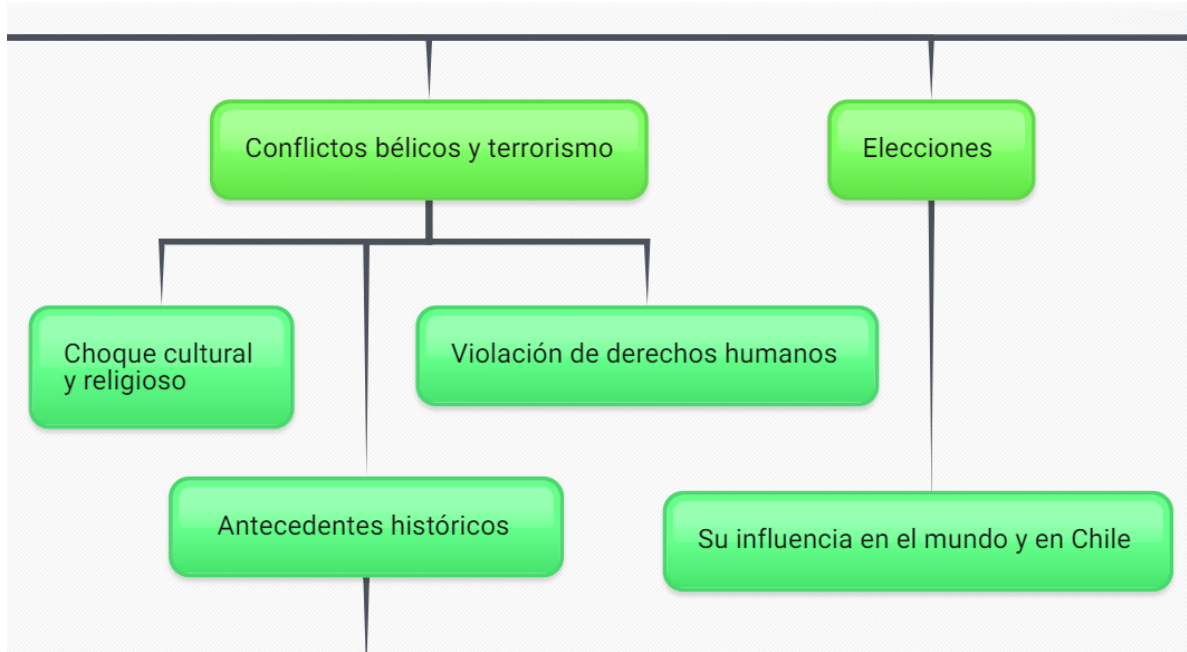 Conflictos bélicos y terrorismo
Elecciones
Choque cultural
y religioso
Violación de derechos humanos
Antecedentes históricos
Su influencia en el mundo y en Chile